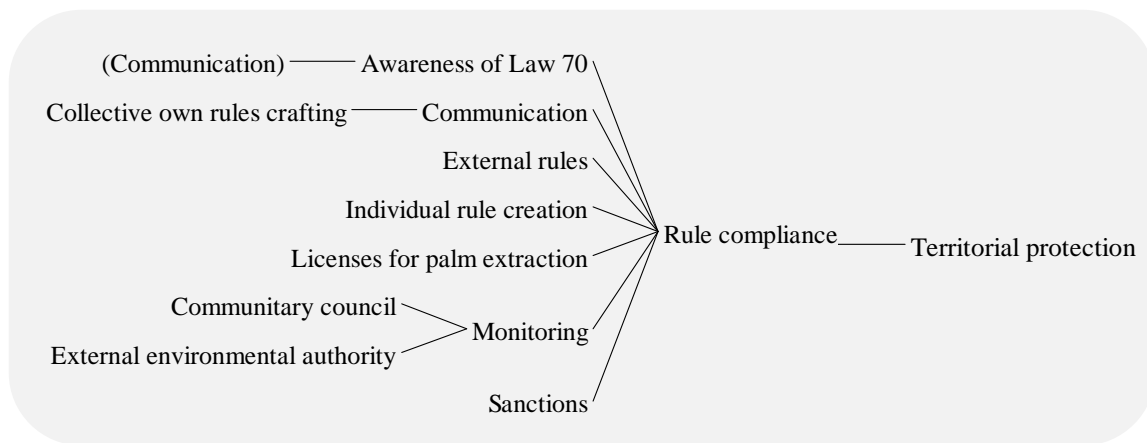 (Communication)
Awareness of Law 70
Collective own rules crafting
Communication
External rules
Individual rule creation
Rule compliance
Territorial protection
Licenses for palm extraction
Communitary council
Monitoring
External environmental authority
Sanctions